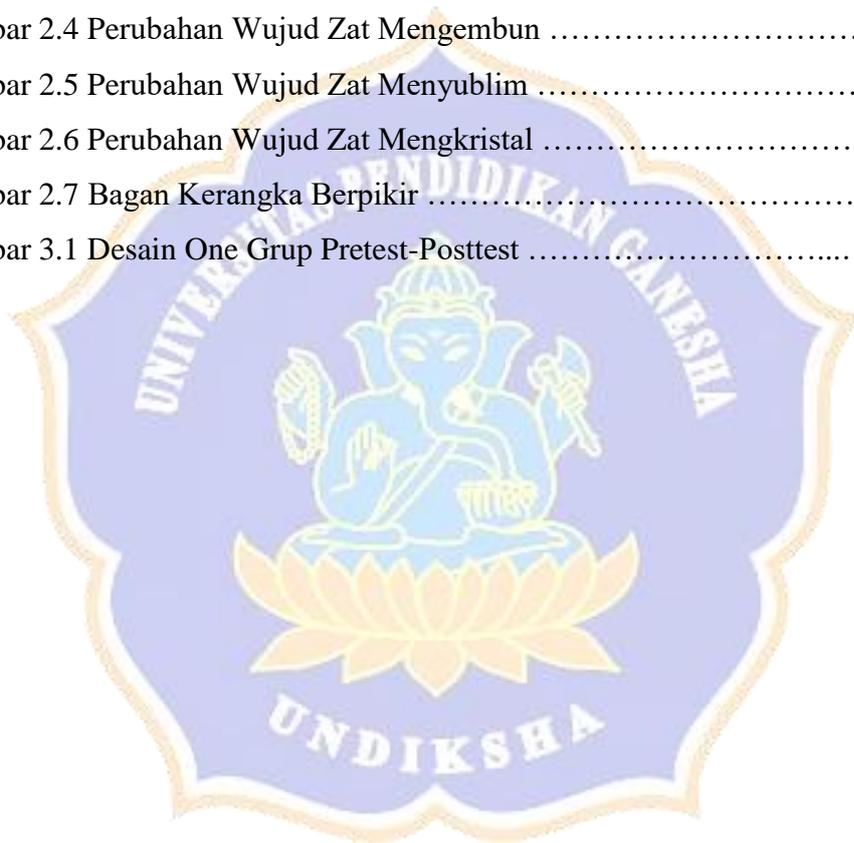 bar 2.4 Perubahan Wujud Zat Mengembun ……………………………
bar 2.5 Perubahan Wujud Zat Menyublim ……………………………
bar 2.6 Perubahan Wujud Zat Mengkristal ……………………………
bar 2.7 Bagan Kerangka Berpikir ………………………………………
bar 3.1 Desain One Grup Pretest-Posttest ………………………...…
UNIVERSITAS PENDIDIKAN GANESHA
UNDIKSHA